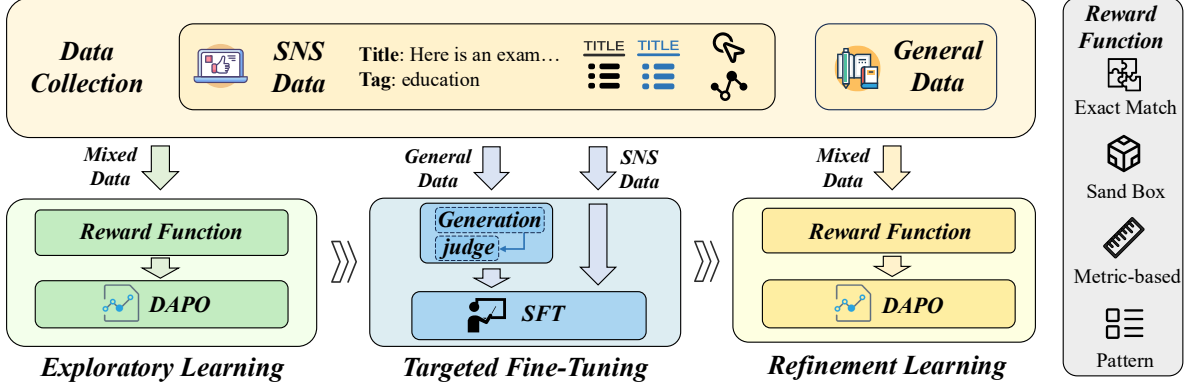 Data
Collection
SNS
Data
Title: Here is an exam…
Tag: education
TITLE
TITLE
General
Data
Mixed
Data
General
Data
SNS
Data
Mixed
Data
Reward Function
DAPO
Exploratory Learning
Generation
judge
SFT
Targeted Fine-Tuning
Reward Function
DAPO
Refinement Learning
Reward
Function
Exact Match
Sand Box
Metric-based
Pattern